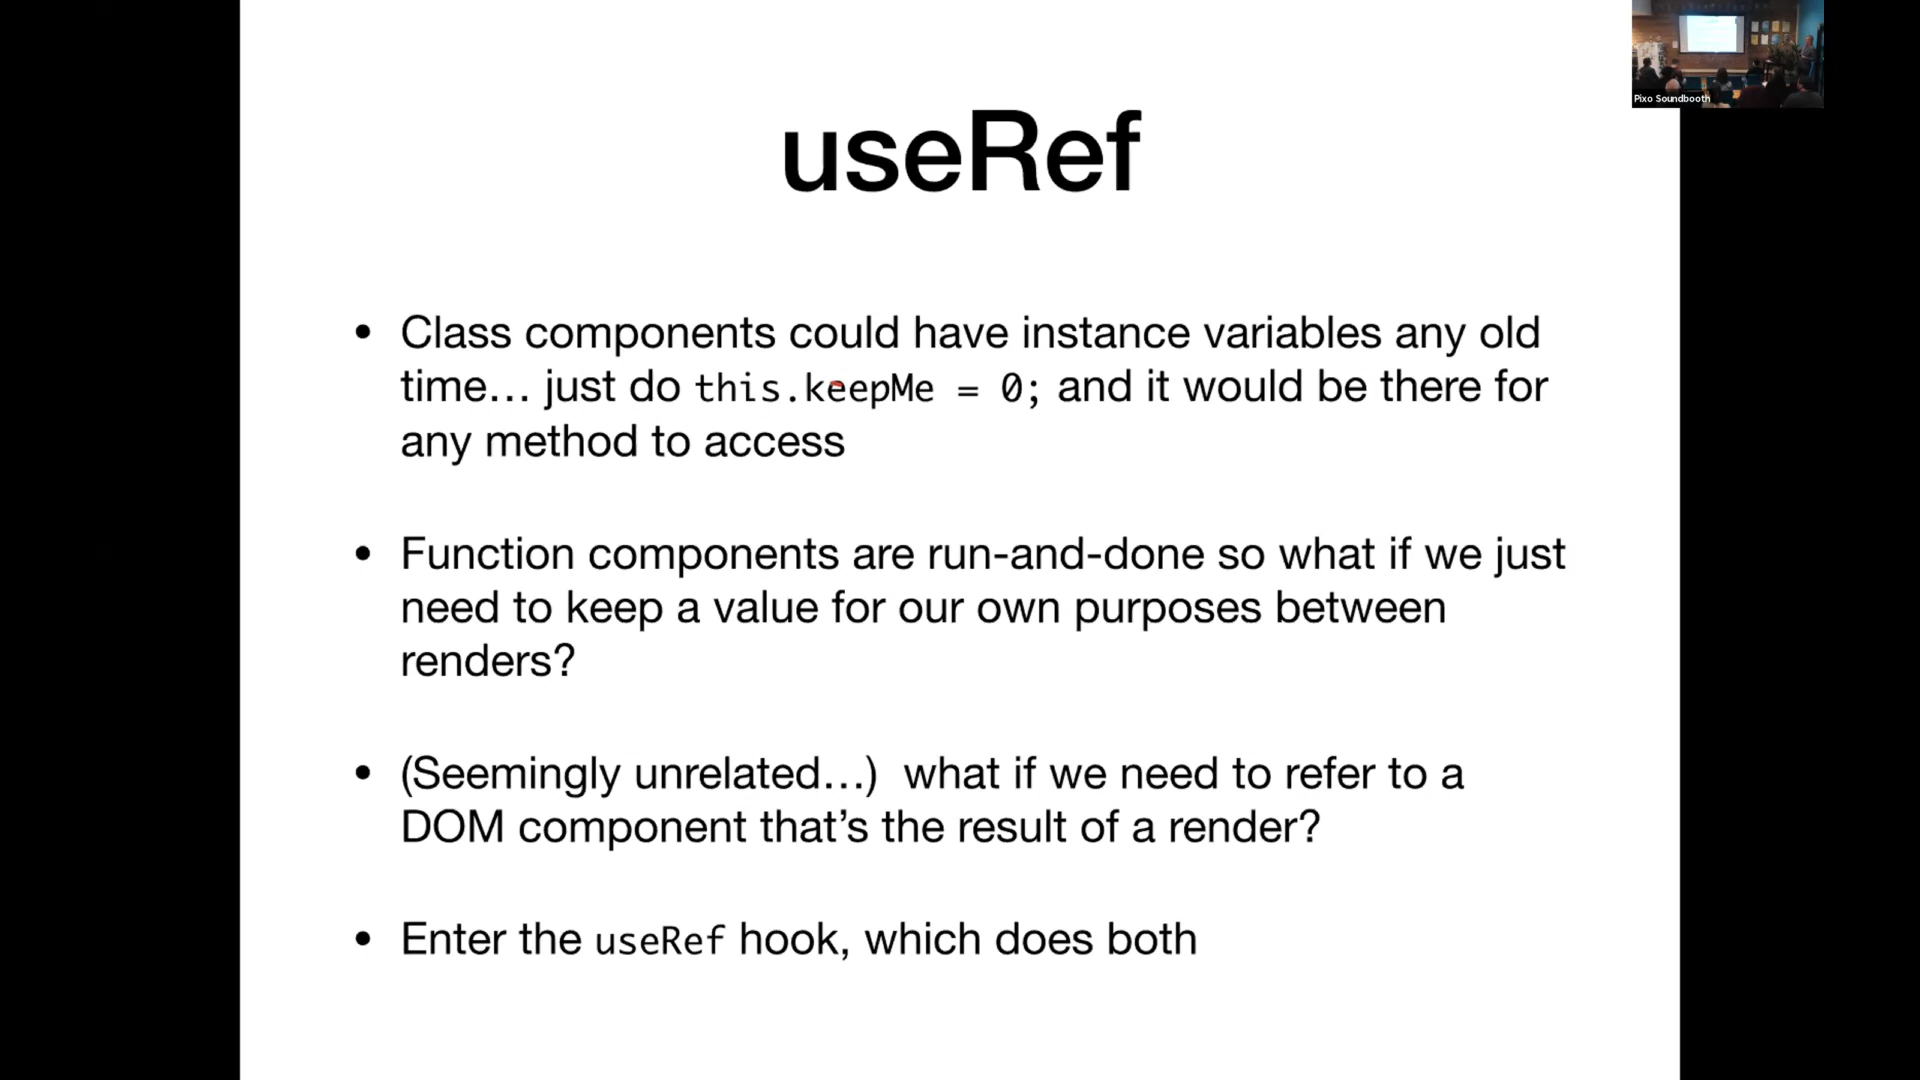 Pixo Soundbooth
useRef
• Class components could have instance variables any old
time… just do this.keepMe = 0; and it would be there for
any method to access
• Function components are run-and-done so what if we just
need to keep a value for our own purposes between
renders?
• (Seemingly unrelated…)  what if we need to refer to a
DOM component that’s the result of a render?
• Enter the useRef hook, which does both